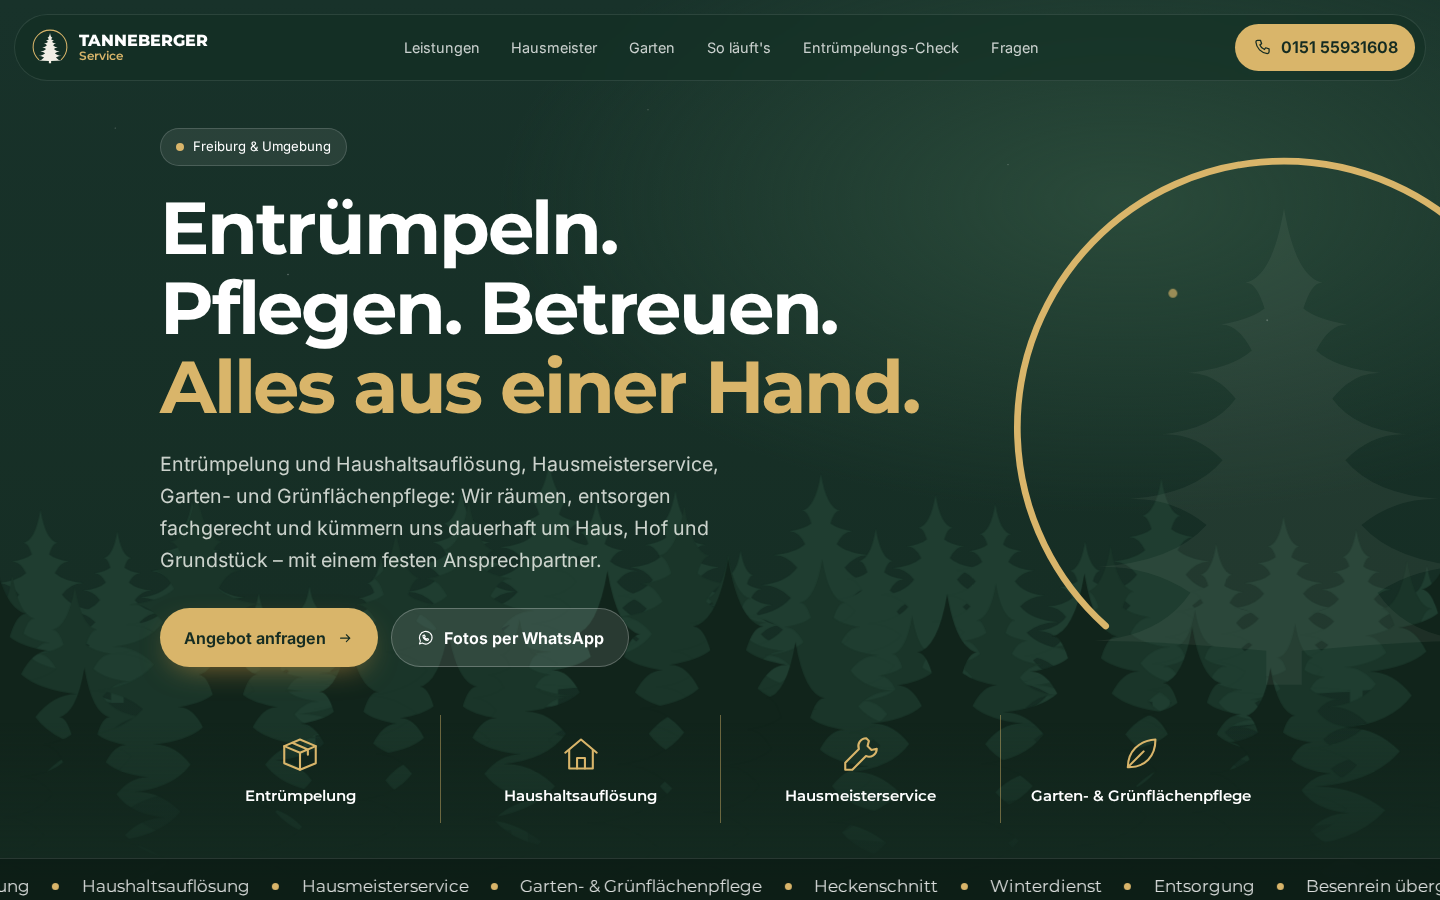 TANNEBERGER
Service
Leistungen Hausmeister Garten So läuft's Entrümpelungs-Check Fragen
0151 55931608
Freiburg & Umgebung
Entrümpeln.
Pflegen. Betreuen.
Alles aus einer Hand.
Entrümpelung und Haushaltsauflösung, Hausmeisterservice,
Garten- und Grünflächenpflege: Wir räumen, entsorgen
fachgerecht und kümmern uns dauerhaft um Haus, Hof und
Grundstück – mit einem festen Ansprechpartner.
Angebot anfragen → Fotos per WhatsApp
Entrümpelung Haushaltsauflösung Hausmeisterservice Garten- & Grünflächenpflege
ung • Haushaltsauflösung • Hausmeisterservice • Garten- & Grünflächenpflege • Heckenschnitt • Winterdienst • Entsorgung • Besenrein überg